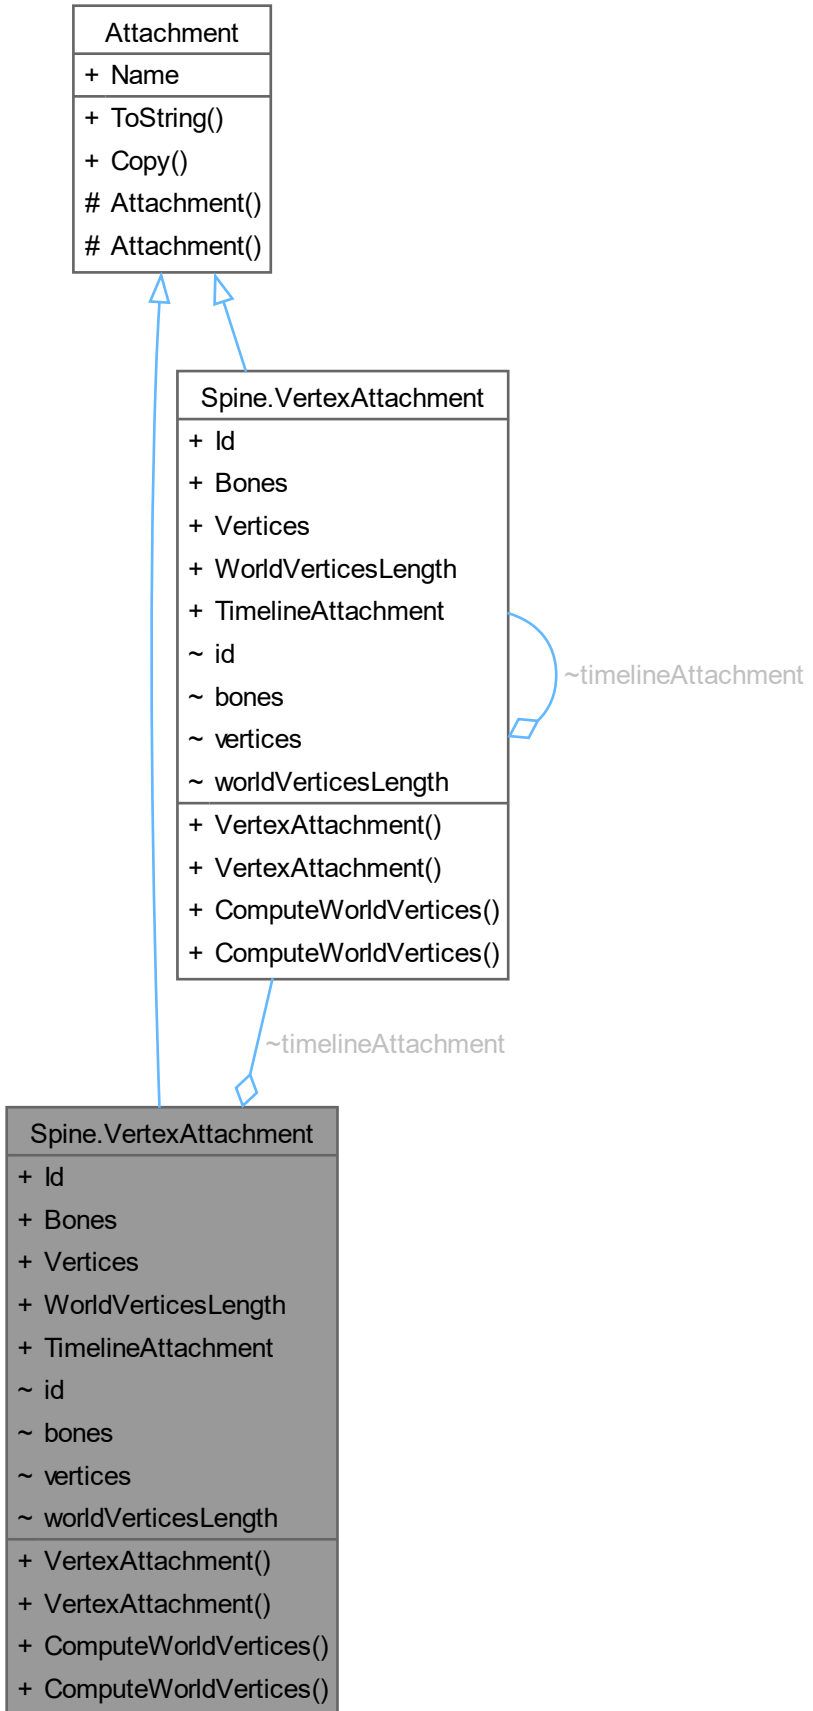 Attachment
+ Name
+ ToString()
+ Copy()
# Attachment()
# Attachment()
Spine.VertexAttachment
+ Id
+ Bones
+ Vertices
+ WorldVerticesLength
+ TimelineAttachment
~ id
~ bones
~ vertices
~ worldVerticesLength
+ VertexAttachment()
+ VertexAttachment()
+ ComputeWorldVertices()
+ ComputeWorldVertices()
~timelineAttachment
~timelineAttachment
Spine.VertexAttachment
+ Id
+ Bones
+ Vertices
+ WorldVerticesLength
+ TimelineAttachment
~ id
~ bones
~ vertices
~ worldVerticesLength
+ VertexAttachment()
+ VertexAttachment()
+ ComputeWorldVertices()
+ ComputeWorldVertices()